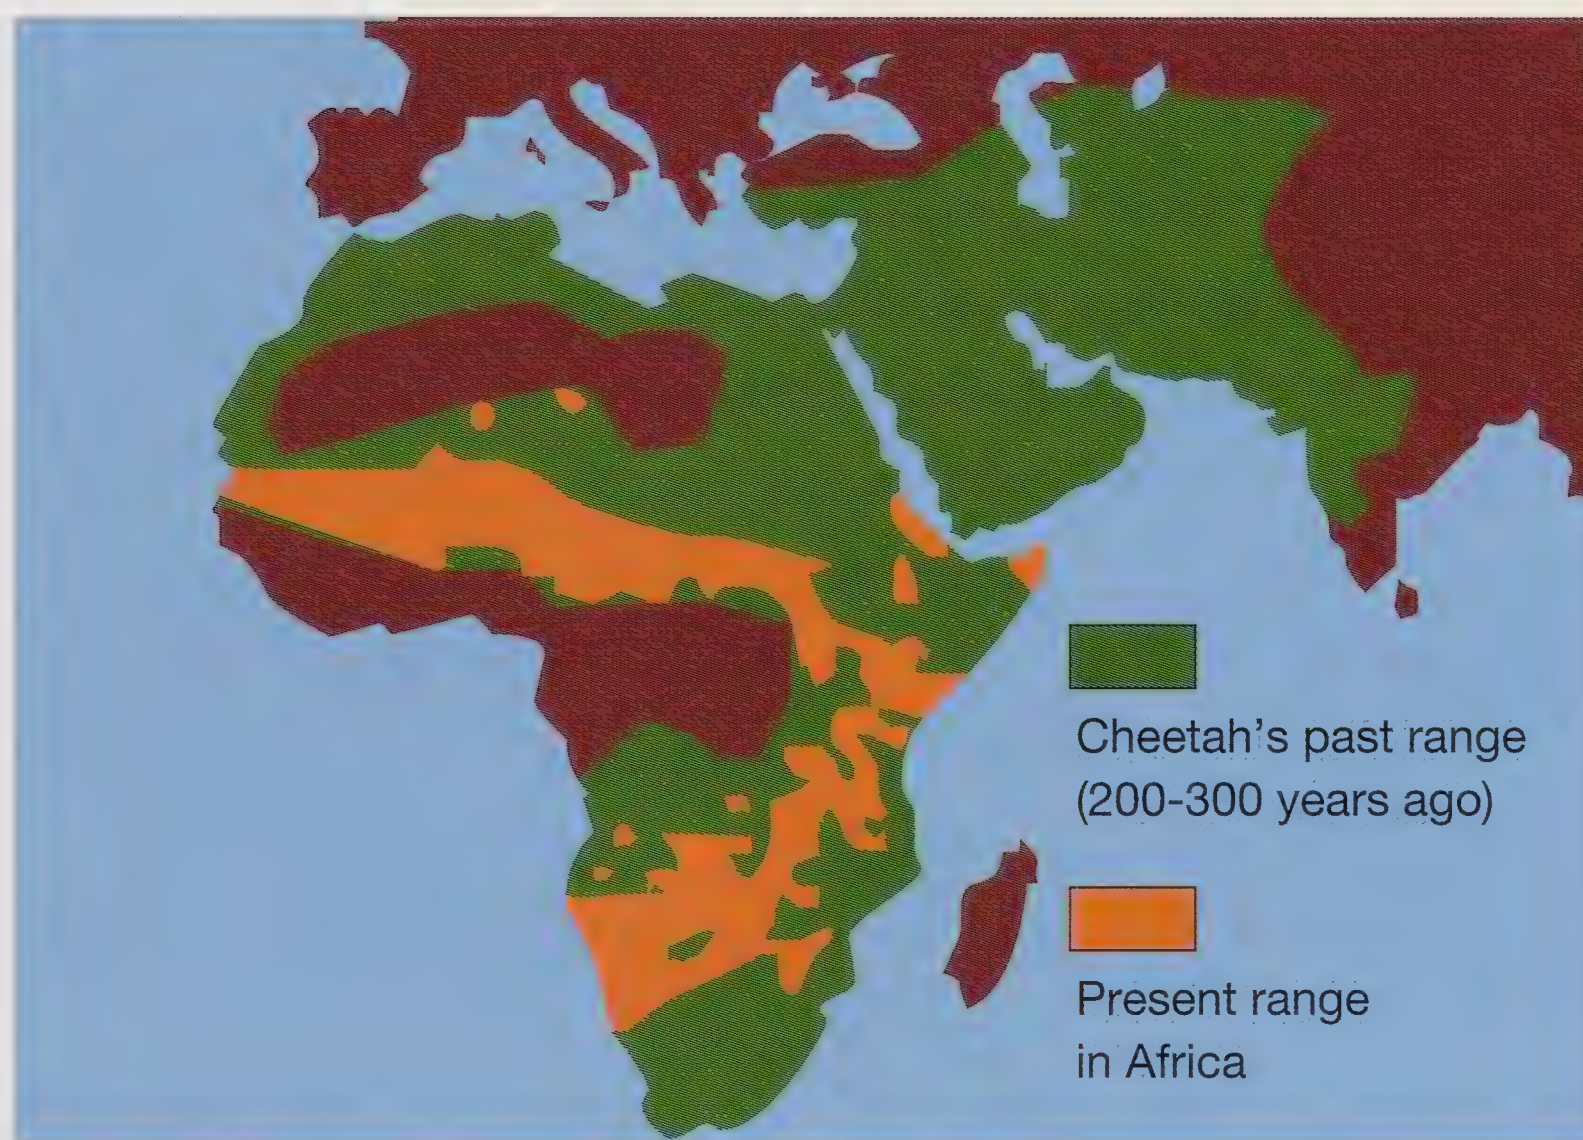 Cheetah's past range
(200-300 years ago)
Present range
in Africa